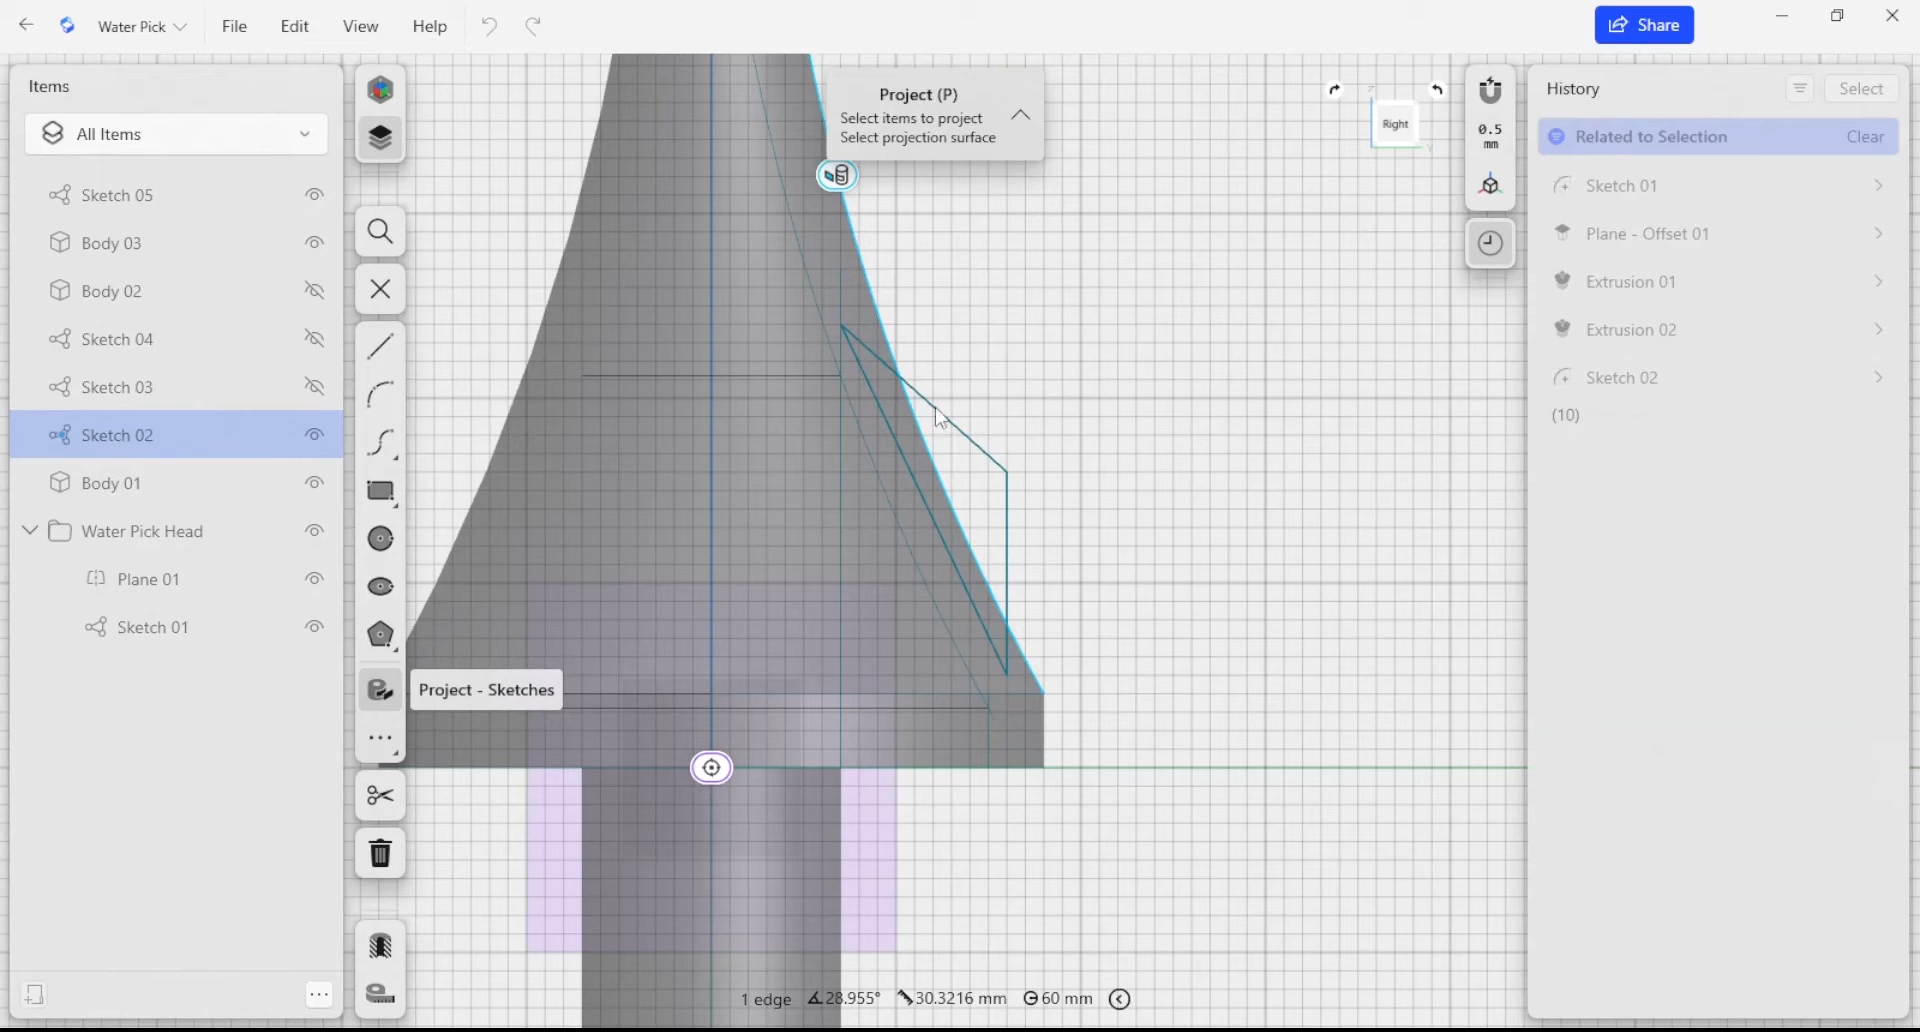 Water Pick
File
Edit
View
Help
Share
Items
All Items
Sketch 05
Body 03
Body 02
Sketch 04
Sketch 03
Sketch 02
Body 01
Water Pick Head
Plane 01
Sketch 01
Project (P)
Select items to project
Select projection surface
Project - Sketches
Right
Z
Y
0.5
mm
History
Select
Related to Selection
Clear
Sketch 01
Plane - Offset 01
Extrusion 01
Extrusion 02
Sketch 02
(10)
1 edge 28.955° 30.3216 mm 60 mm